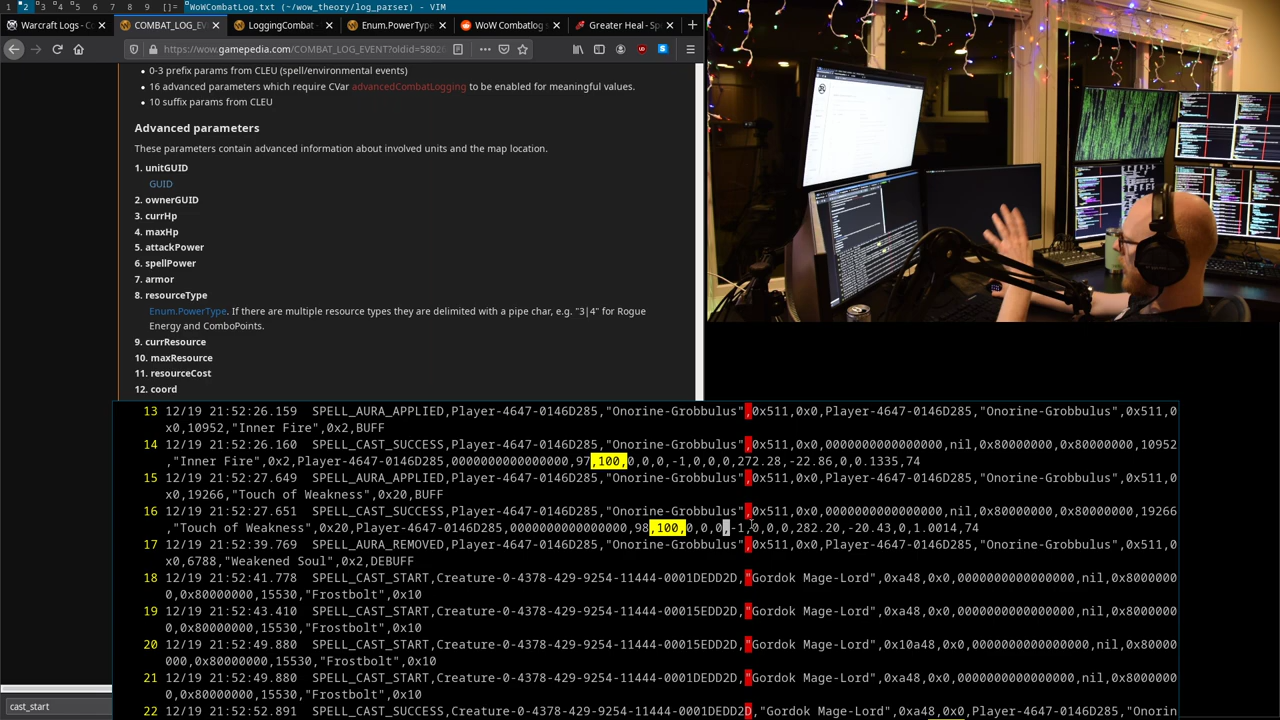 1 2 3 4 5 6 7 8 9 []= WoWCombatLog.txt (~/wow_theory/log_parser) - VIM
Warcraft Logs - Co
COMBAT_LOG_EVE
LoggingCombat -
Enum.PowerType
WoW Combatlog
Greater Heal - Sp
https://wow.gamepedia.com/COMBAT_LOG_EVENT?oldid=5802
• 0-3 prefix params from CLEU (spell/environmental events)
• 16 advanced parameters which require CVar advancedCombatLogging to be enabled for meaningful values.
• 10 suffix params from CLEU
Advanced parameters
These parameters contain advanced information about involved units and the map location.
1. unitGUID
GUID
2. ownerGUID
3. currHp
4. maxHp
5. attackPower
6. spellPower
7. armor
8. resourceType
Enum.PowerType. If there are multiple resource types they are delimited with a pipe char, e.g. "3|4" for Rogue
Energy and ComboPoints.
9. currResource
10. maxResource
11. resourceCost
12. coord
13 12/19 21:52:26.159  SPELL_AURA_APPLIED,Player-4647-0146D285,"Onorine-Grobbulus",0x511,0x0,Player-4647-0146D285,"Onorine-Grobbulus",0x511,0
x0,10952,"Inner Fire",0x2,BUFF
14 12/19 21:52:26.160  SPELL_CAST_SUCCESS,Player-4647-0146D285,"Onorine-Grobbulus",0x511,0x0,0000000000000000,nil,0x80000000,0x80000000,10952
,"Inner Fire",0x2,Player-4647-0146D285,0000000000000000,97,100,0,0,0,-1,0,0,0,272.28,-22.86,0,0.1335,74
15 12/19 21:52:27.649  SPELL_AURA_APPLIED,Player-4647-0146D285,"Onorine-Grobbulus",0x511,0x0,Player-4647-0146D285,"Onorine-Grobbulus",0x511,0
x0,19266,"Touch of Weakness",0x20,BUFF
16 12/19 21:52:27.651  SPELL_CAST_SUCCESS,Player-4647-0146D285,"Onorine-Grobbulus",0x511,0x0,0000000000000000,nil,0x80000000,0x80000000,19266
,"Touch of Weakness",0x20,Player-4647-0146D285,0000000000000000,98,100,0,0,0,-1,0,0,0,282.20,-20.43,0,1.0014,74
17 12/19 21:52:39.769  SPELL_AURA_REMOVED,Player-4647-0146D285,"Onorine-Grobbulus",0x511,0x0,Player-4647-0146D285,"Onorine-Grobbulus",0x511,0
x0,6788,"Weakened Soul",0x2,DEBUFF
18 12/19 21:52:41.778  SPELL_CAST_START,Creature-0-4378-429-9254-11444-0001DEDD2D,"Gordok Mage-Lord",0xa48,0x0,0000000000000000,nil,0x8000000
0,0x80000000,15530,"Frostbolt",0x10
19 12/19 21:52:43.410  SPELL_CAST_START,Creature-0-4378-429-9254-11444-00015EDD2D,"Gordok Mage-Lord",0xa48,0x0,0000000000000000,nil,0x8000000
0,0x80000000,15530,"Frostbolt",0x10
20 12/19 21:52:49.880  SPELL_CAST_START,Creature-0-4378-429-9254-11444-00015EDD2D,"Gordok Mage-Lord",0x10a48,0x0,0000000000000000,nil,0x80000
000,0x80000000,15530,"Frostbolt",0x10
21 12/19 21:52:49.880  SPELL_CAST_START,Creature-0-4378-429-9254-11444-0001DEDD2D,"Gordok Mage-Lord",0xa48,0x0,0000000000000000,nil,0x8000000
0,0x80000000,15530,"Frostbolt",0x10
22 12/19 21:52:52.891  SPELL_CAST_SUCCESS,Creature-0-4378-429-9254-11444-0001DEDD2D,"Gordok Mage-Lord",0xa48,0x0,Player-4647-0146D285,"Onorin
cast_start